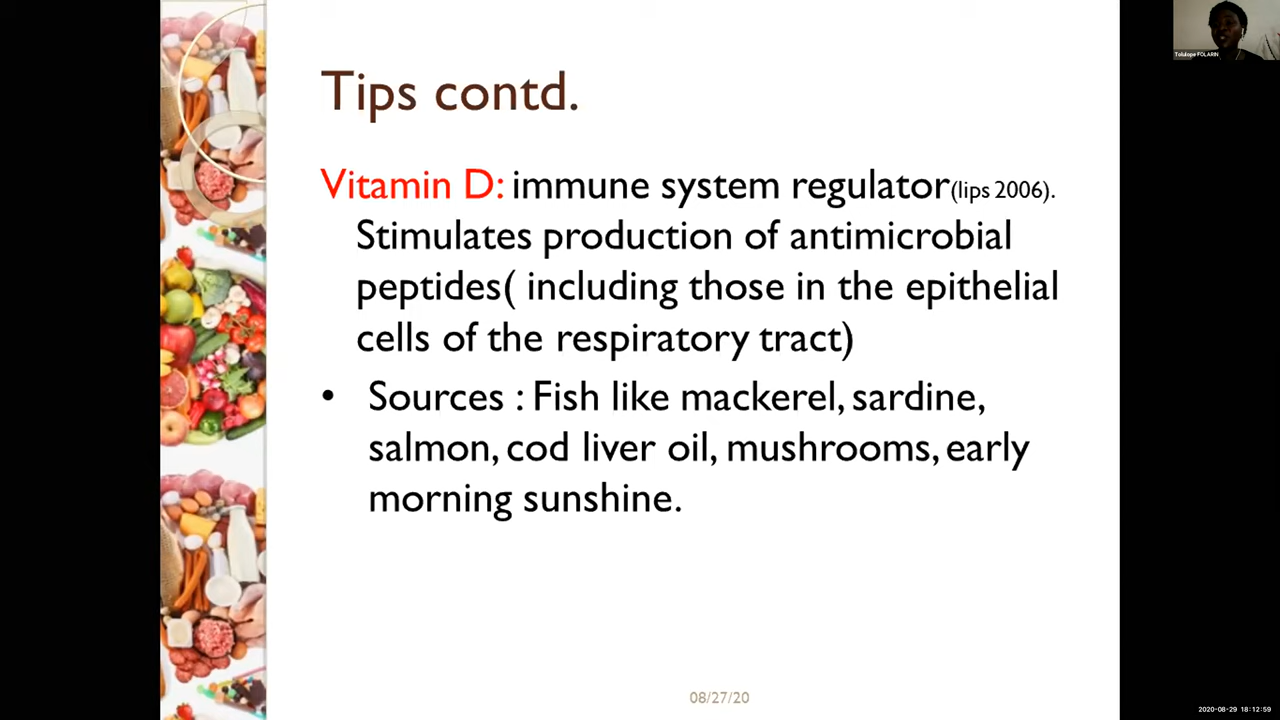 Tolulope FOLARIN
Tips contd.
Vitamin D: immune system regulator(lips 2006).
Stimulates production of antimicrobial
peptides( including those in the epithelial
cells of the respiratory tract)
• Sources : Fish like mackerel, sardine,
salmon, cod liver oil, mushrooms, early
morning sunshine.
08/27/20
2020-08-29 18:12:59